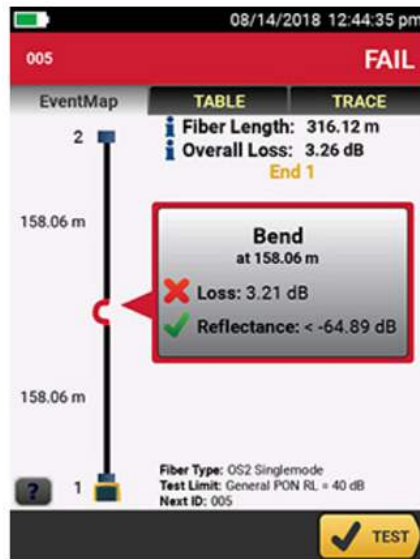 08/14/2018 12:44:35 pm
005 FAIL
EventMap TABLE TRACE
2
i Fiber Length: 316.12 m
i Overall Loss: 3.26 dB
End 1
158.06 m
Bend
at 158.06 m
Loss: 3.21 dB
Reflectance: < -64.89 dB
158.06 m
Fiber Type: OS2 Singlemode
Test Limit: General PON RL = 40 dB
Next ID: 005
? 1
TEST